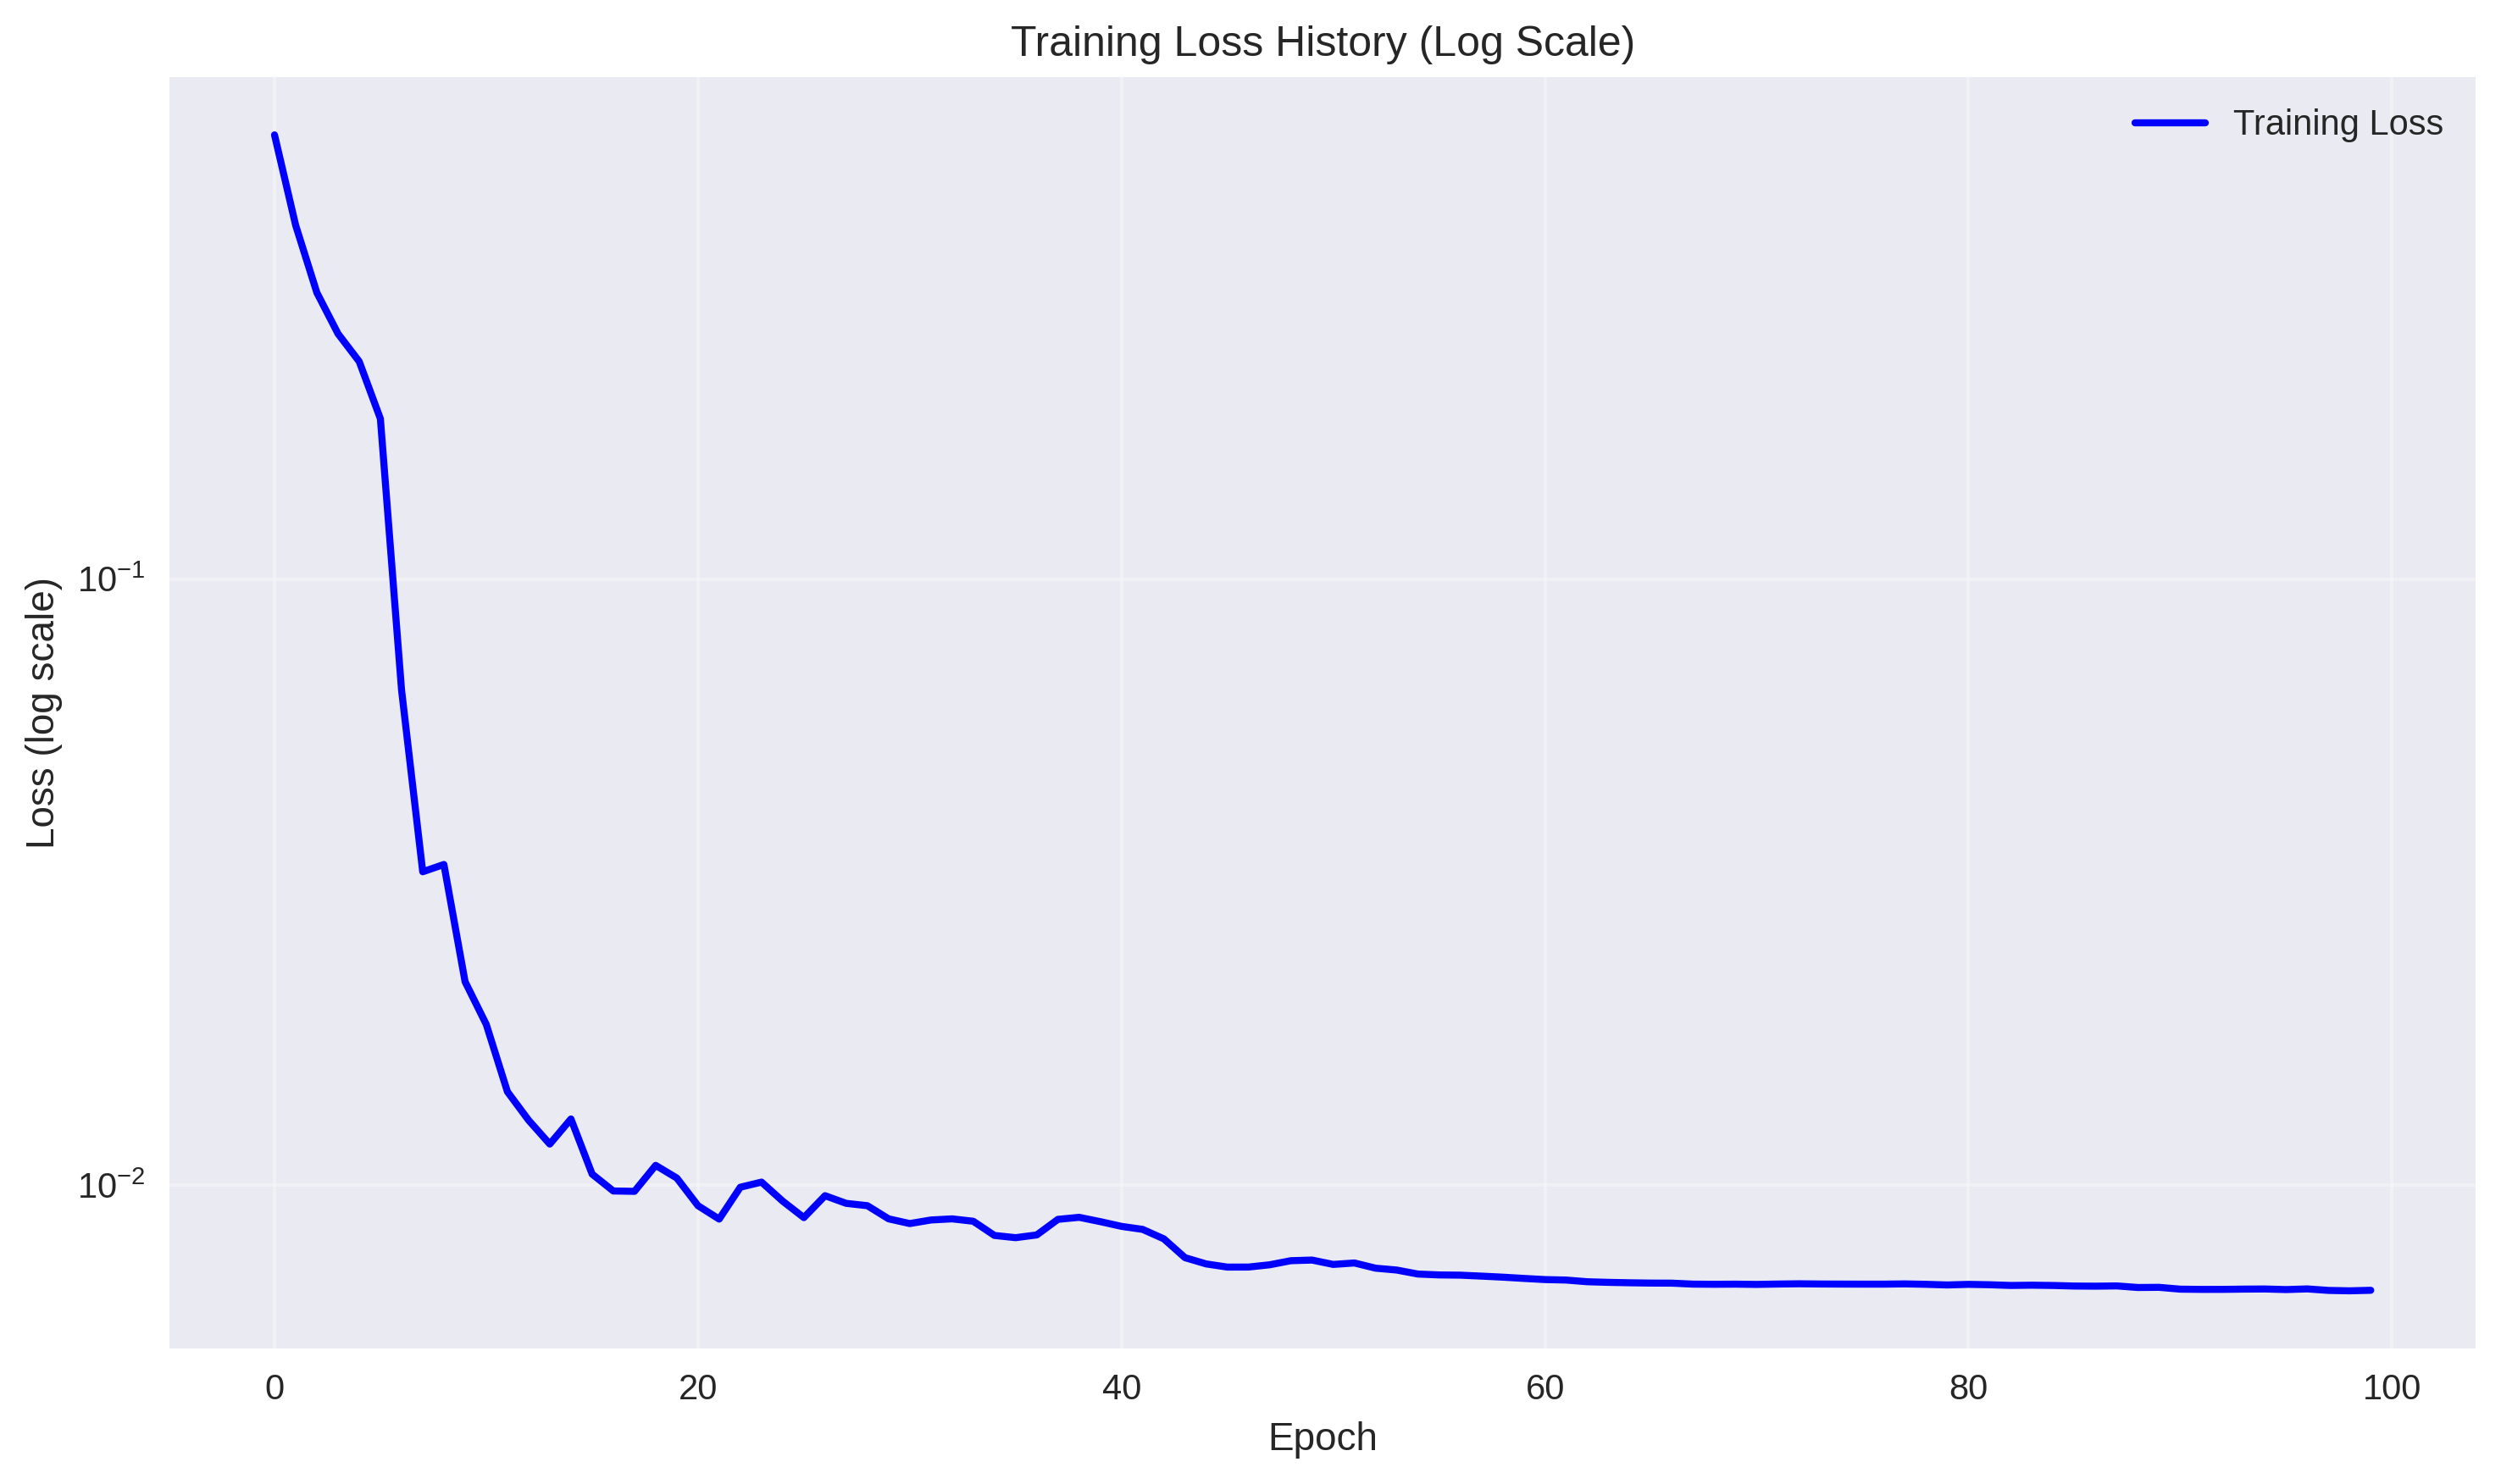 Training Loss History (Log Scale)
Training Loss
Loss (log scale)
10⁻¹
10⁻²
0 20 40 60 80 100
Epoch